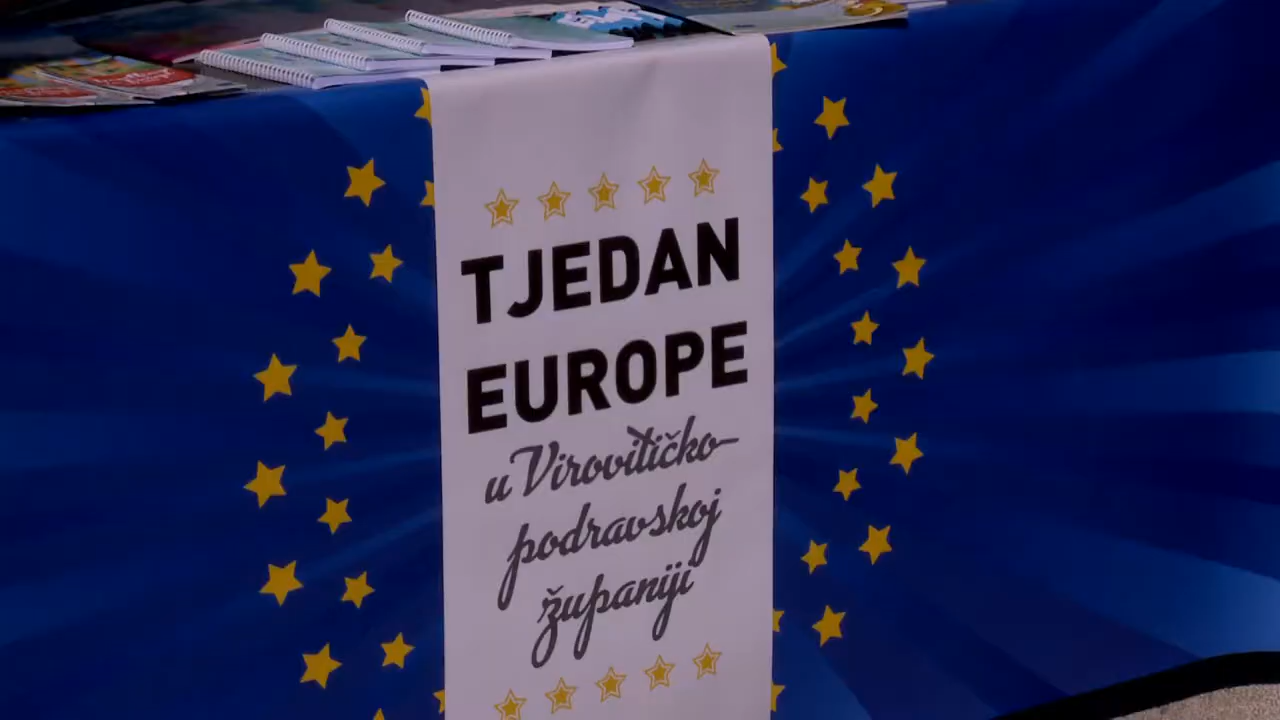 TJEDAN
EUROPE
u Virovitičko-
podravskoj
županiji